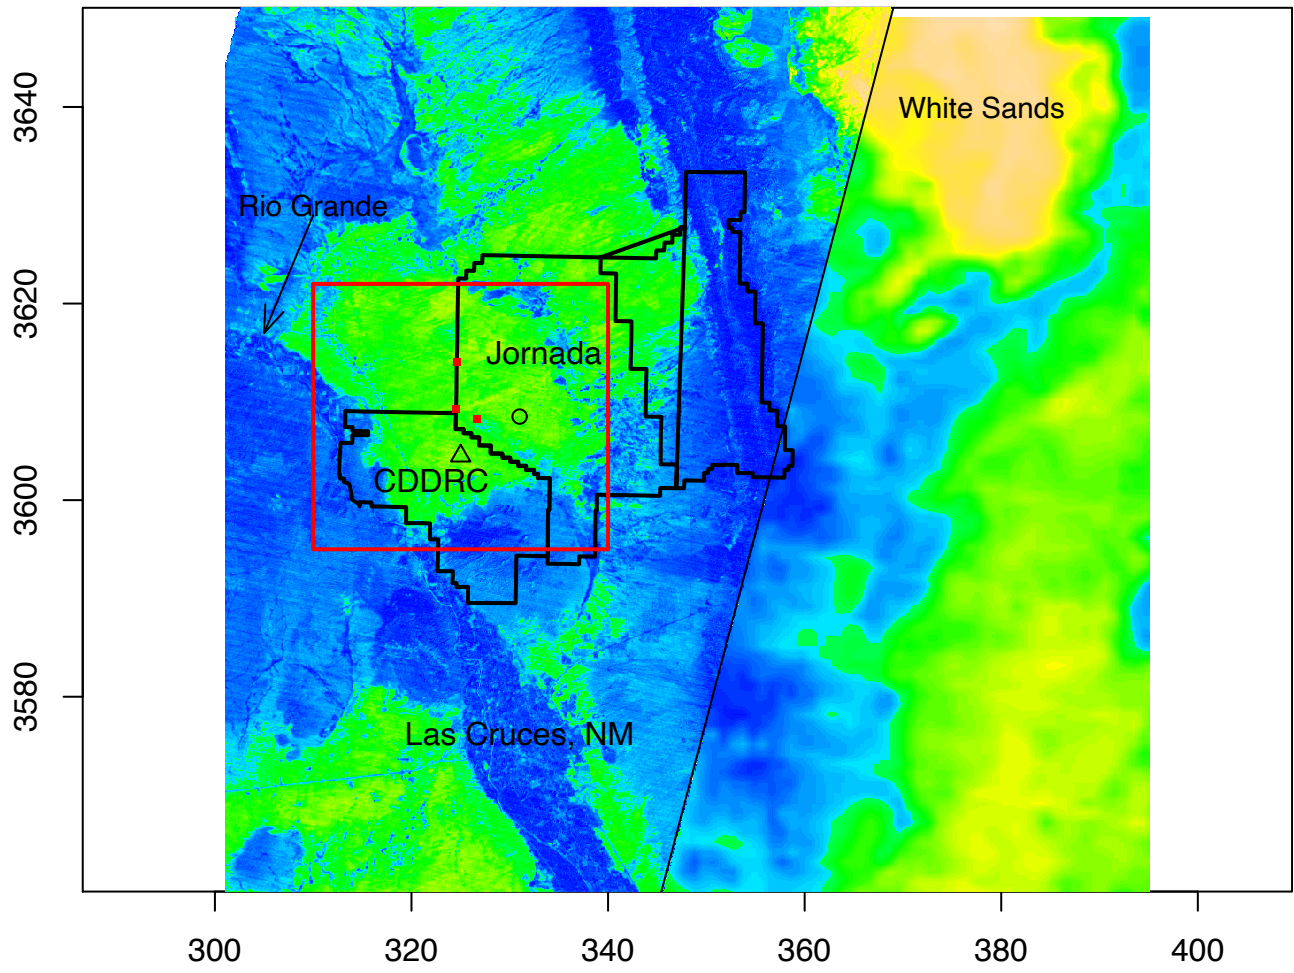 3640
White Sands
Rio Grande
3620
Jornada
3600
CDDRC
3580
Las Cruces, NM
300 320 340 360 380 400